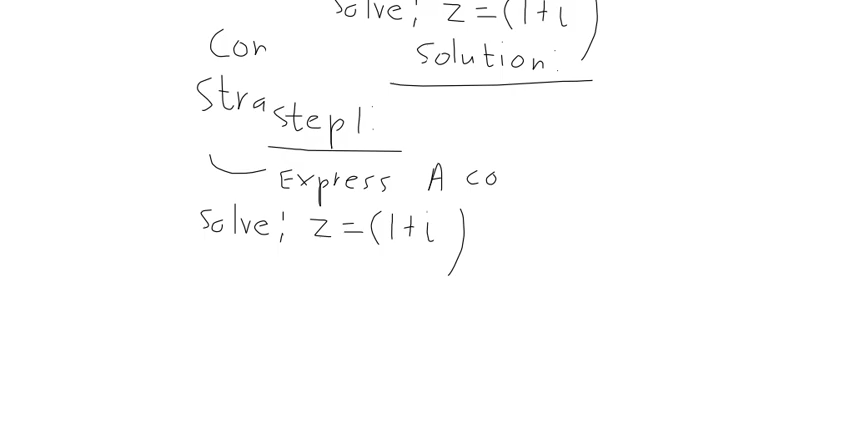 Solve; z=(1+i)
Con
Solution:
Stra
Step1:
Express A co
Solve; z=(1+i)